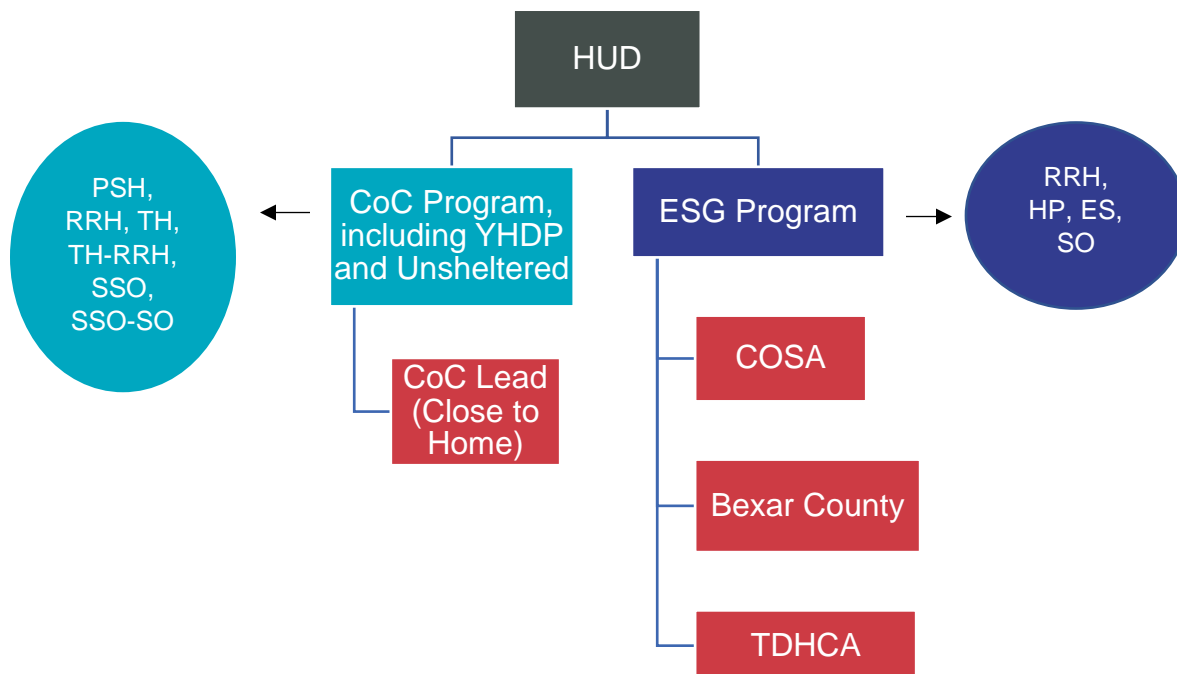 HUD
PSH,
RRH, TH,
TH-RRH,
SSO,
SSO-SO
CoC Program,
including YHDP
and Unsheltered
ESG Program
RRH,
HP, ES,
SO
CoC Lead
(Close to
Home)
COSA
Bexar County
TDHCA